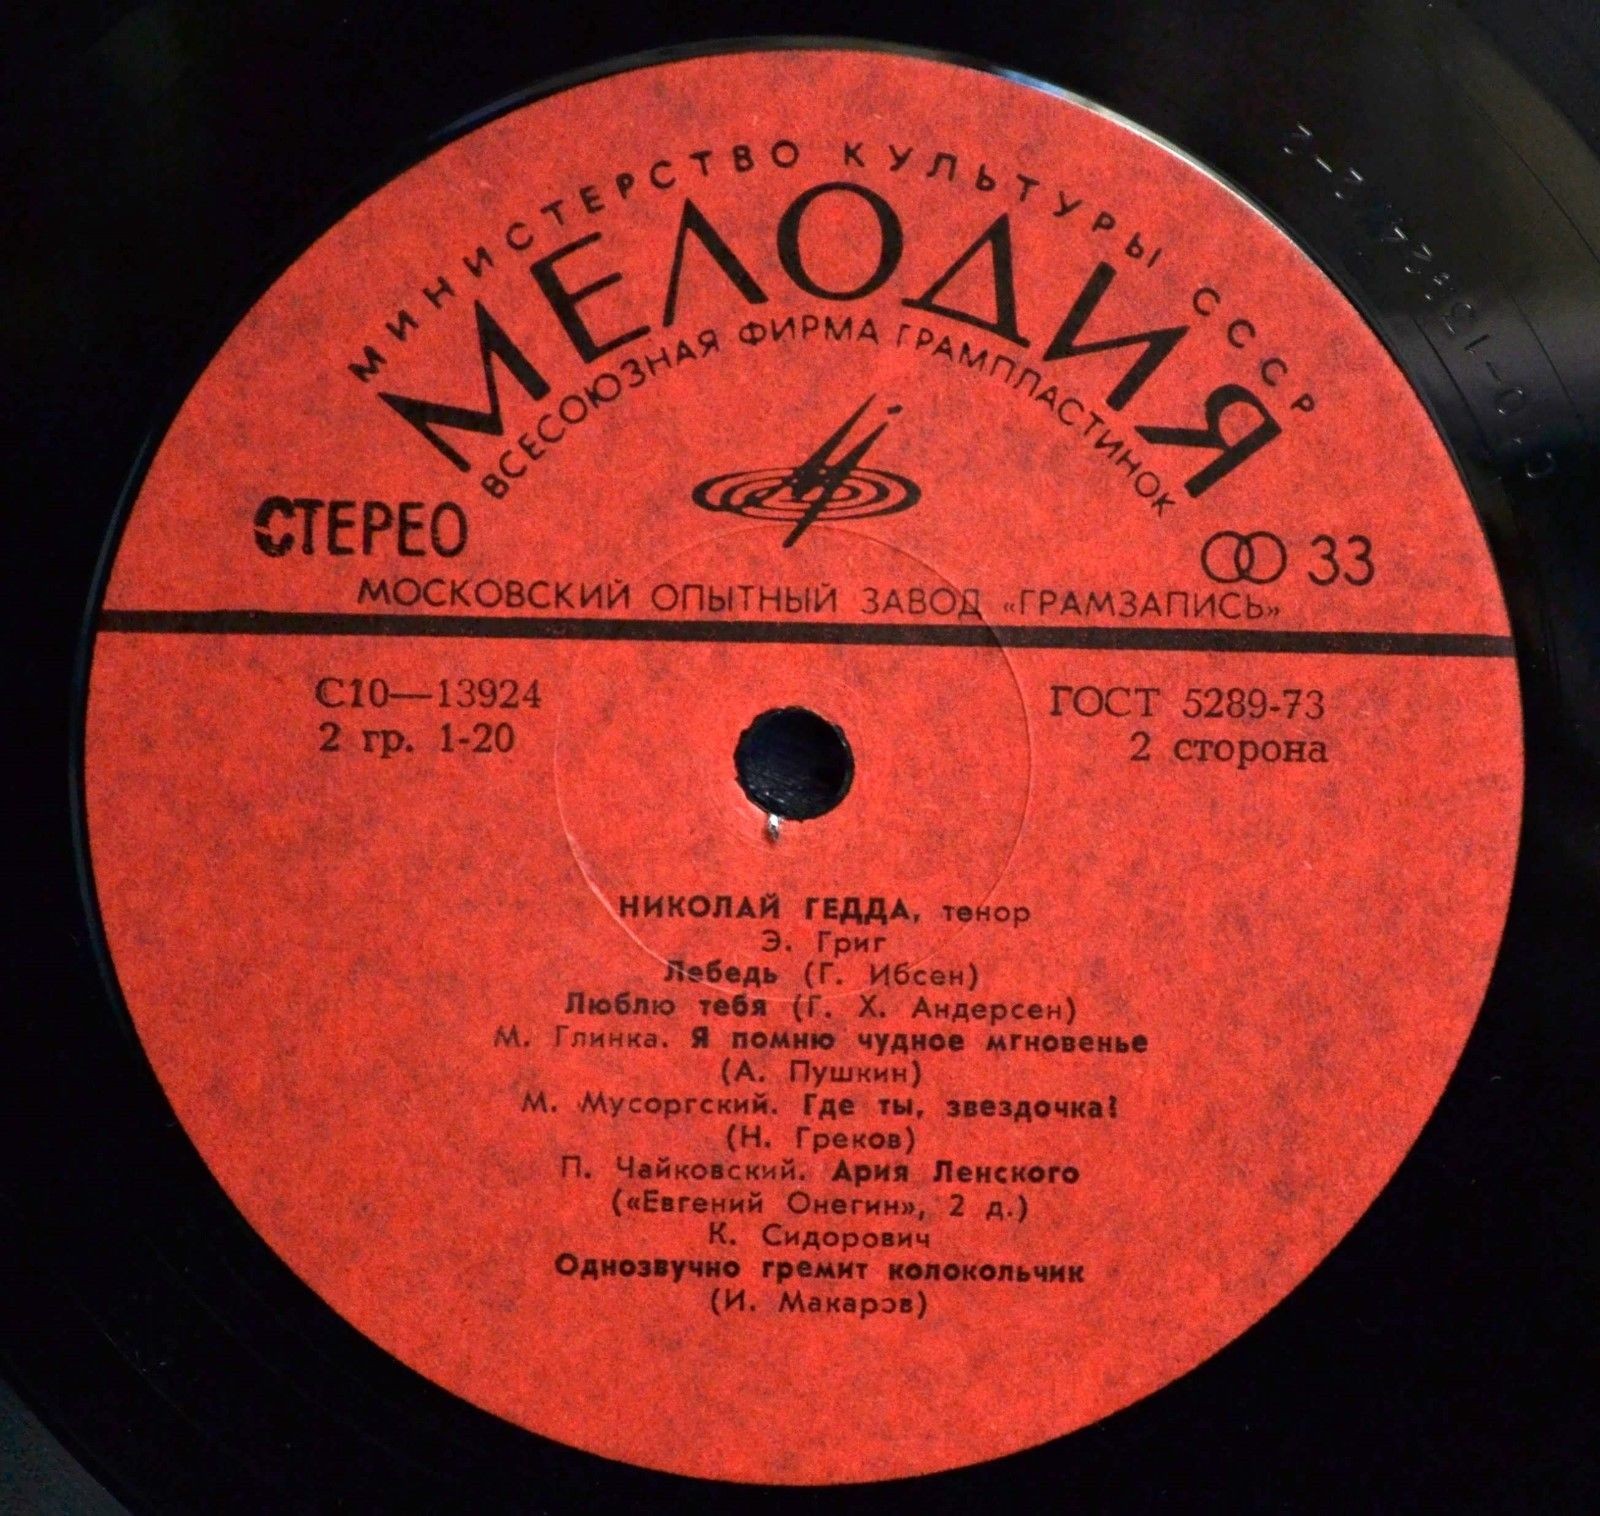 МИНИСТЕРСТВО КУЛЬТУРЫ СССР
МЕЛОДИЯ
ВСЕСОЮЗНАЯ ФИРМА ГРАМПЛАСТИНОК
СТЕРЕО
33
МОСКОВСКИЙ ОПЫТНЫЙ ЗАВОД «ГРАМЗАПИСЬ»
С10—13924
ГОСТ 5289-73
2 гр. 1-20
2 сторона
НИКОЛАЙ ГЕДДА, тенор
Э. Григ
Лебедь (Г. Ибсен)
Люблю тебя (Г. Х. Андерсен)
М. Глинка. Я помню чудное мгновенье
(А. Пушкин)
М. Мусоргский. Где ты, звездочка?
(Н. Греков)
П. Чайковский. Ария Ленского
(«Евгений Онегин», 2 д.)
К. Сидорович
Однозвучно гремит колокольчик
(И. Макаров)